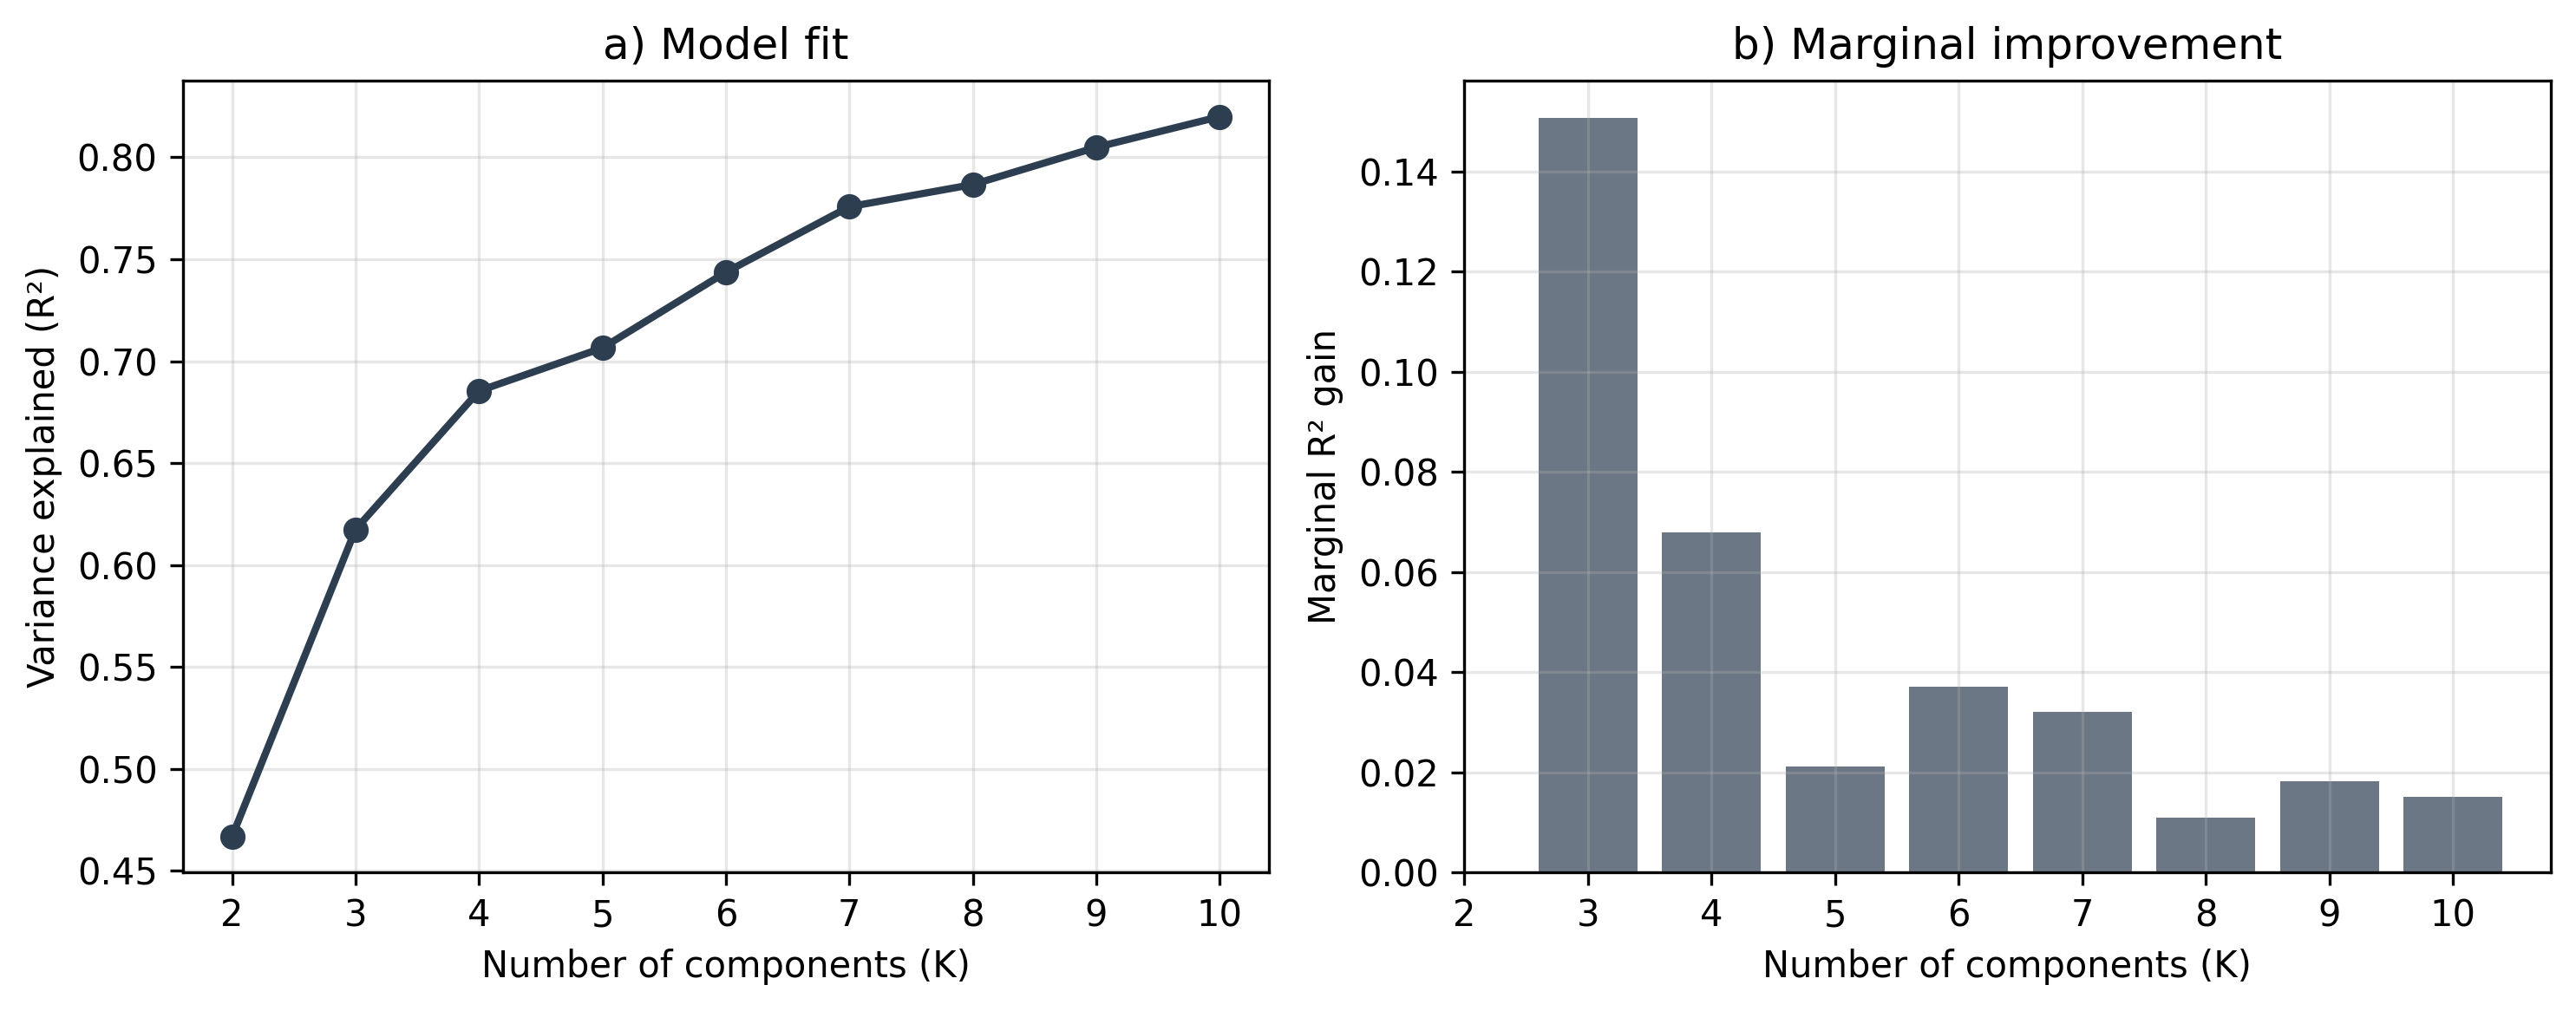 a) Model fit
Variance explained (R²)
0.80
0.75
0.70
0.65
0.60
0.55
0.50
0.45
2 3 4 5 6 7 8 9 10
Number of components (K)
b) Marginal improvement
Marginal R² gain
0.14
0.12
0.10
0.08
0.06
0.04
0.02
0.00
2 3 4 5 6 7 8 9 10
Number of components (K)